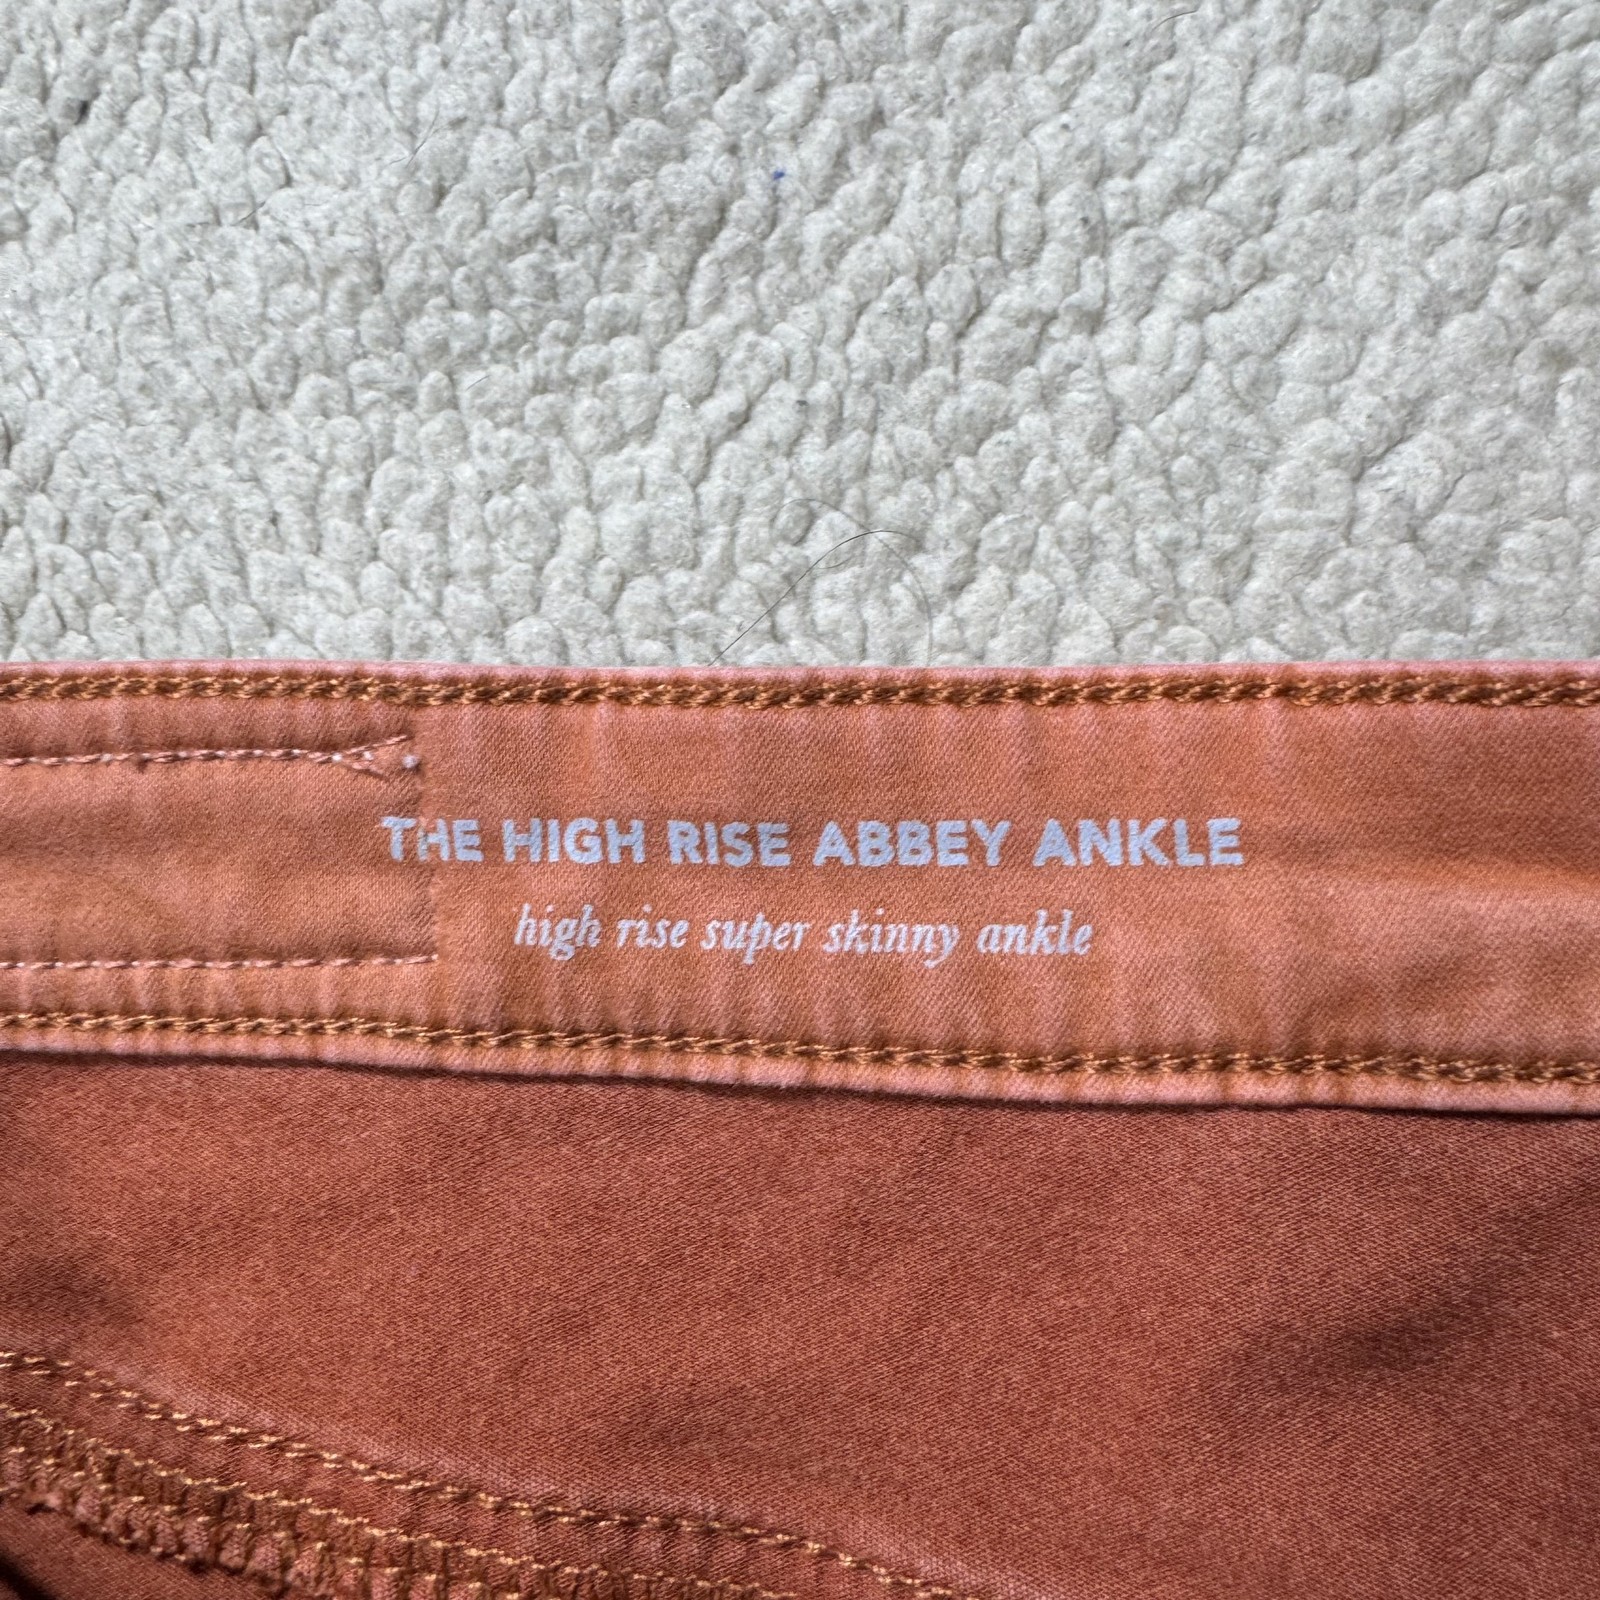 THE HIGH RISE ABBEY ANKLE
high rise super skinny ankle